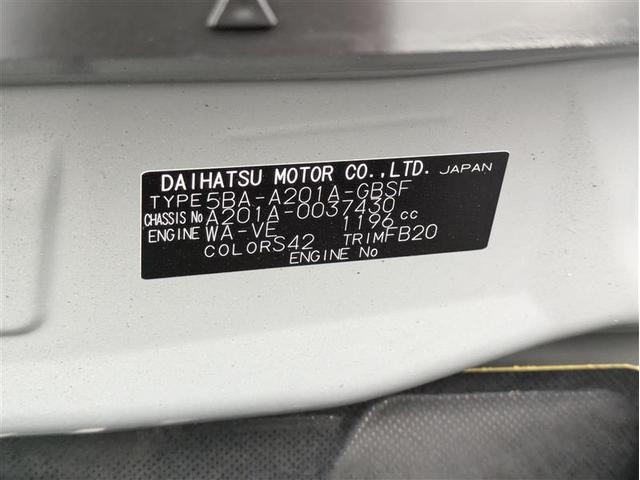 DAIHATSU MOTOR CO.,LTD. JAPAN
TYPE 5BA-A201A-GBSF
CHASSIS No A201A-0037430
ENGINE WA-VE 1196 cc
COLOR S42 TRIM FB20
ENGINE No